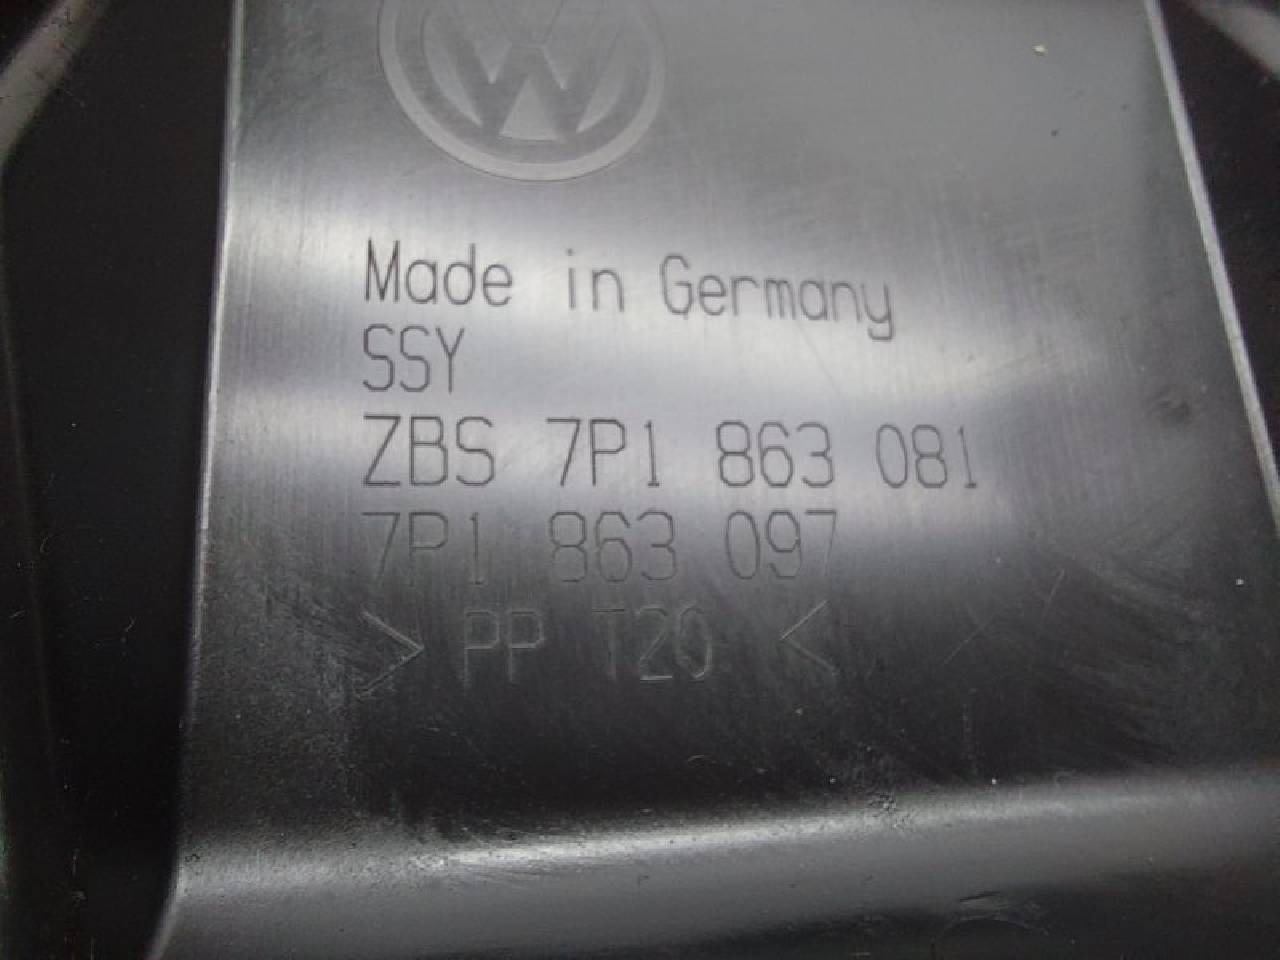 Made in Germany
SSY
ZBS 7P1 863 081
7P1 863 097
> PP T20 <